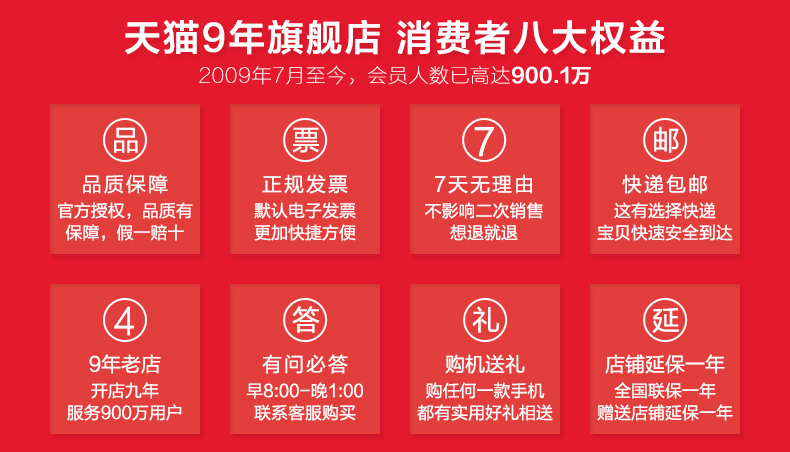 天猫9年旗舰店 消费者八大权益
2009年7月至今，会员人数已高达900.1万
品
品质保障
官方授权，品质有
保障，假一赔十
票
正规发票
默认电子发票
更加快捷方便
7
7天无理由
不影响二次销售
想退就退
邮
快递包邮
这有选择快递
宝贝快速安全到达
4
9年老店
开店九年
服务900万用户
答
有问必答
早8:00-晚1:00
联系客服购买
礼
购机送礼
购任何一款手机
都有实用好礼相送
延
店铺延保一年
全国联保一年
赠送店铺延保一年